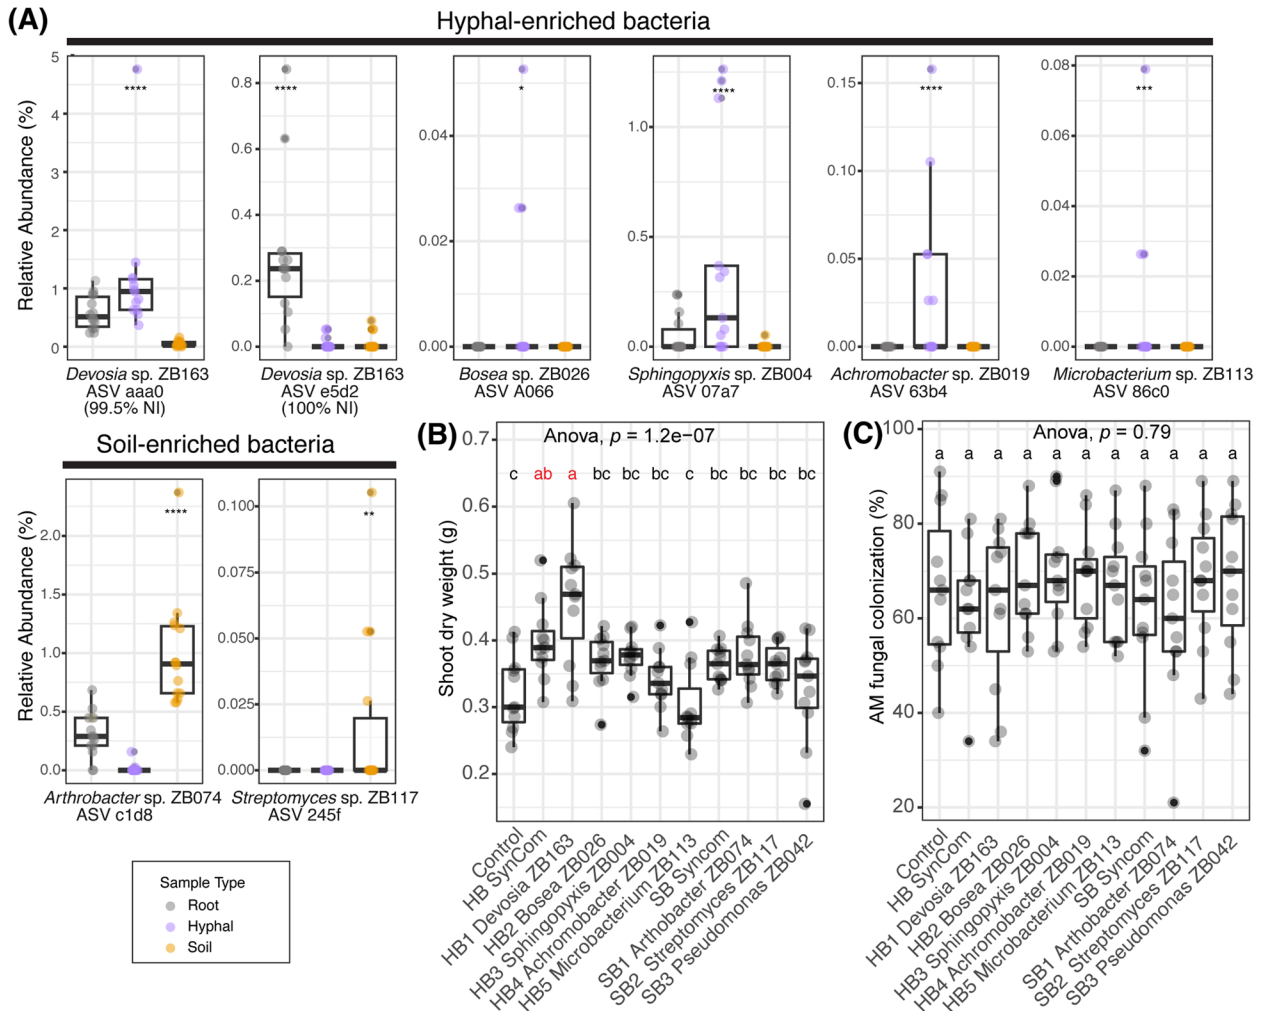 (A)
Hyphal-enriched bacteria
Relative Abundance (%)
5
4
3
2
1
0
Devosia sp. ZB163
ASV aaa0
(99.5% NI)
0.8
0.6
0.4
0.2
0.0
****
****
Devosia sp. ZB163
ASV e5d2
(100% NI)
0.04
0.02
0.00
*
Bosea sp. ZB026
ASV A066
1.0
0.5
0.0
****
Sphingopyxis sp. ZB004
ASV 07a7
0.15
0.10
0.05
0.00
****
Achromobacter sp. ZB019
ASV 63b4
0.08
0.06
0.04
0.02
0.00
***
Microbacterium sp. ZB113
ASV 86c0
Soil-enriched bacteria
Relative Abundance (%)
2.0
1.5
1.0
0.5
0.0
****
Arthrobacter sp. ZB074
ASV c1d8
0.100
0.075
0.050
0.025
0.000
**
Streptomyces sp. ZB117
ASV 245f
Sample Type
Root
Hyphal
Soil
(B)
Anova, p = 1.2e−07
c ab a bc bc bc c bc bc bc bc
Shoot dry weight (g)
0.7
0.6
0.5
0.4
0.3
0.2
Control
HB SynCom
HB1 Devosia ZB163
HB2 Bosea ZB026
HB3 Sphingopyxis ZB004
HB4 Achromobacter ZB019
HB5 Microbacterium ZB113
SB Syncom
SB1 Arthobacter ZB074
SB2 Streptomyces ZB117
SB3 Pseudomonas ZB042
(C)
Anova, p = 0.79
a a a a a a a a a a a
AM fungal colonization (%)
100
80
60
40
20
Control
HB SynCom
HB1 Devosia ZB163
HB2 Bosea ZB026
HB3 Sphingopyxis ZB004
HB4 Achromobacter ZB019
HB5 Microbacterium ZB113
SB Syncom
SB1 Arthobacter ZB074
SB2 Streptomyces ZB117
SB3 Pseudomonas ZB042